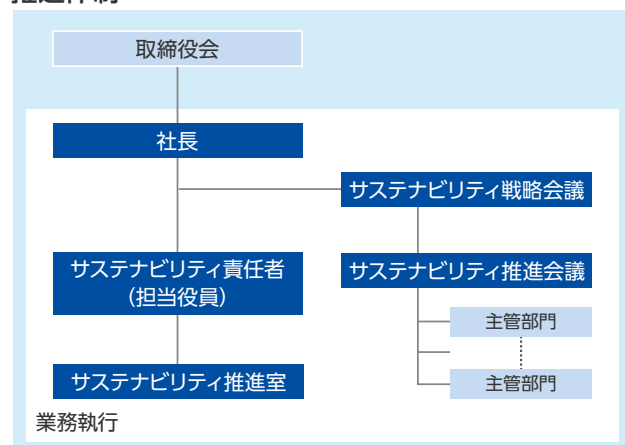 取締役会
社長
サステナビリティ戦略会議
サステナビリティ責任者
(担当役員)
サステナビリティ推進会議
主管部門
サステナビリティ推進室
主管部門
業務執行